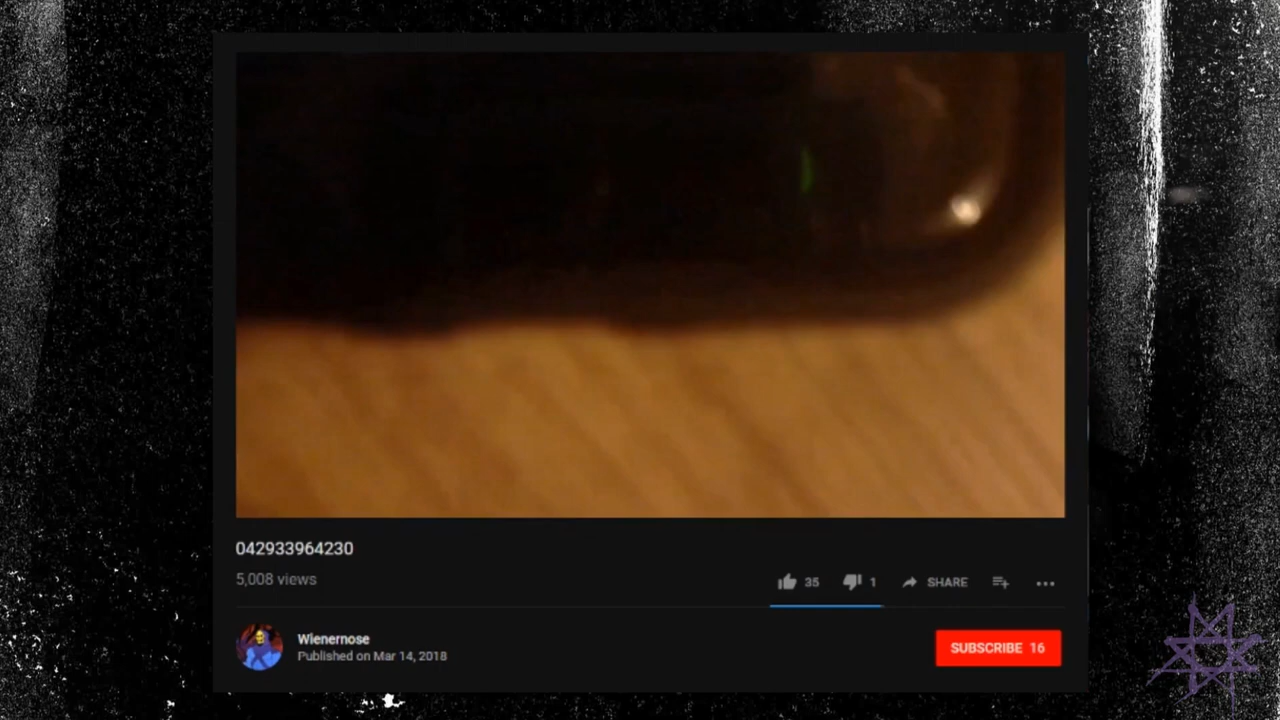 042933964230
5,008 views
35 1 SHARE
Wienernose
Published on Mar 14, 2018
SUBSCRIBE 16